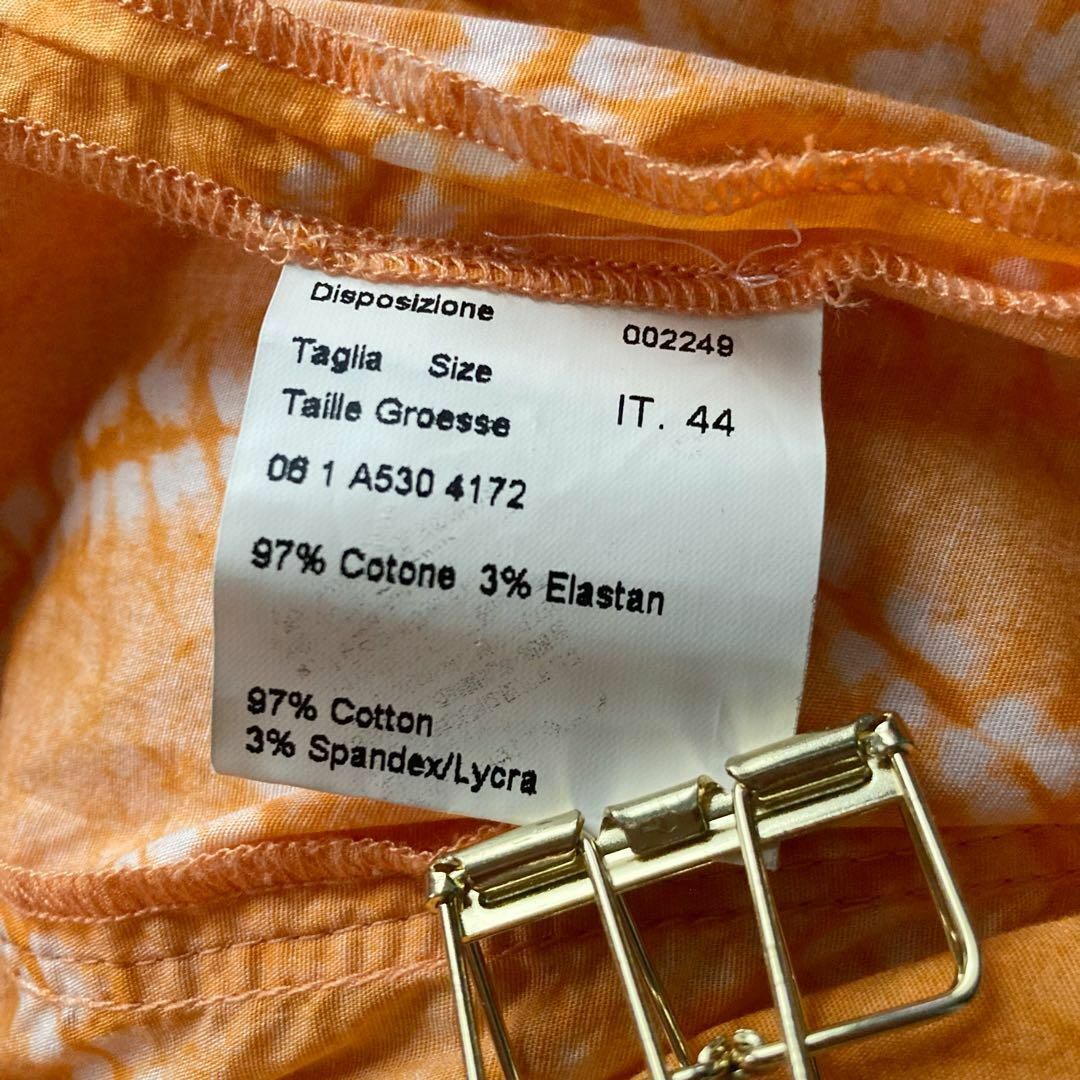 Disposizione 002249
Taglia Size
Taille Groesse IT. 44
06 1 A530 4172
97% Cotone 3% Elastan
97% Cotton
3% Spandex/Lycra